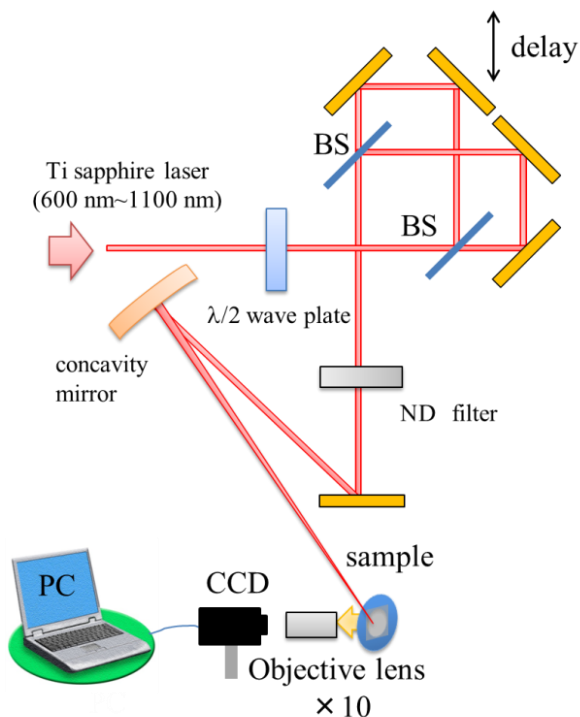 delay
BS
Ti sapphire laser
(600 nm~1100 nm)
BS
λ/2 wave plate
concavity
mirror
ND filter
sample
PC
CCD
Objective lens
×10